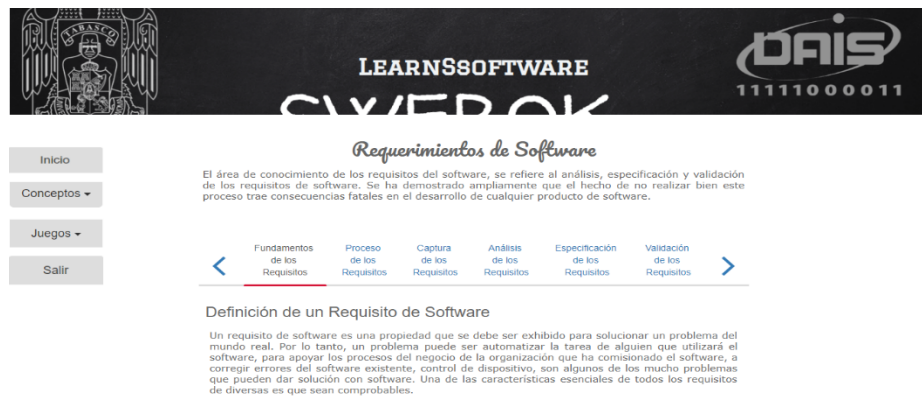 TABASCO
LearnSsoftware
SWEBOK
DAIS
11111000011
Inicio
Conceptos
Juegos
Salir
Requerimientos de Software
El área de conocimiento de los requisitos del software, se refiere al análisis, especificación y validación
de los requisitos de software. Se ha demostrado ampliamente que el hecho de no realizar bien este
proceso trae consecuencias fatales en el desarrollo de cualquier producto de software.
Fundamentos
de los
Requisitos
Proceso
de los
Requisitos
Captura
de los
Requisitos
Análisis
de los
Requisitos
Especificación
de los
Requisitos
Validación
de los
Requisitos
Definición de un Requisito de Software
Un requisito de software es una propiedad que se debe ser exhibido para solucionar un problema del
mundo real. Por lo tanto, un problema puede ser automatizar la tarea de alguien que utilizará el
software, para apoyar los procesos del negocio de la organización que ha comisionado el software, a
corregir errores del software existente, control de dispositivo, son algunos de los mucho problemas
que pueden dar solución con software. Una de las características esenciales de todos los requisitos
de diversas es que sean comprobables.